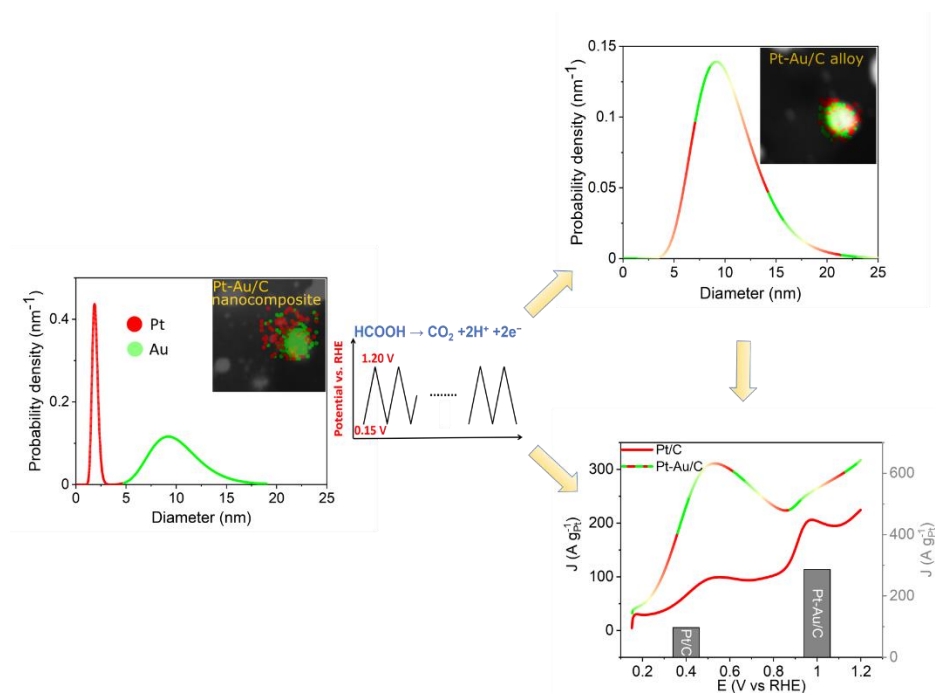 Probability density (nm⁻¹)
0.4
0.2
0
0
5
10
15
20
25
Diameter (nm)
Pt
Au
Pt-Au/C
nanocomposite
HCOOH → CO₂ +2H⁺ +2e⁻
Potential vs. RHE
1.20 V
0.15 V
Probability density (nm⁻¹)
0.15
0.1
0.05
0
0
5
10
15
20
25
Diameter (nm)
Pt-Au/C alloy
Pt/C
Pt-Au/C
J (A g⁻¹Pt)
300
200
100
0
0.2
0.4
0.6
0.8
1
1.2
E (V vs RHE)
600
400
200
0
J (A g⁻¹Pt)
Pt/C
Pt-Au/C